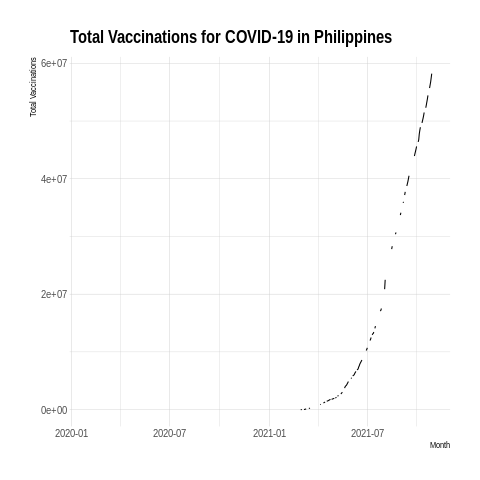 Total Vaccinations for COVID-19 in Philippines
Total Vaccinations
6e+07
4e+07
2e+07
0e+00
2020-01 2020-07 2021-01 2021-07
Month